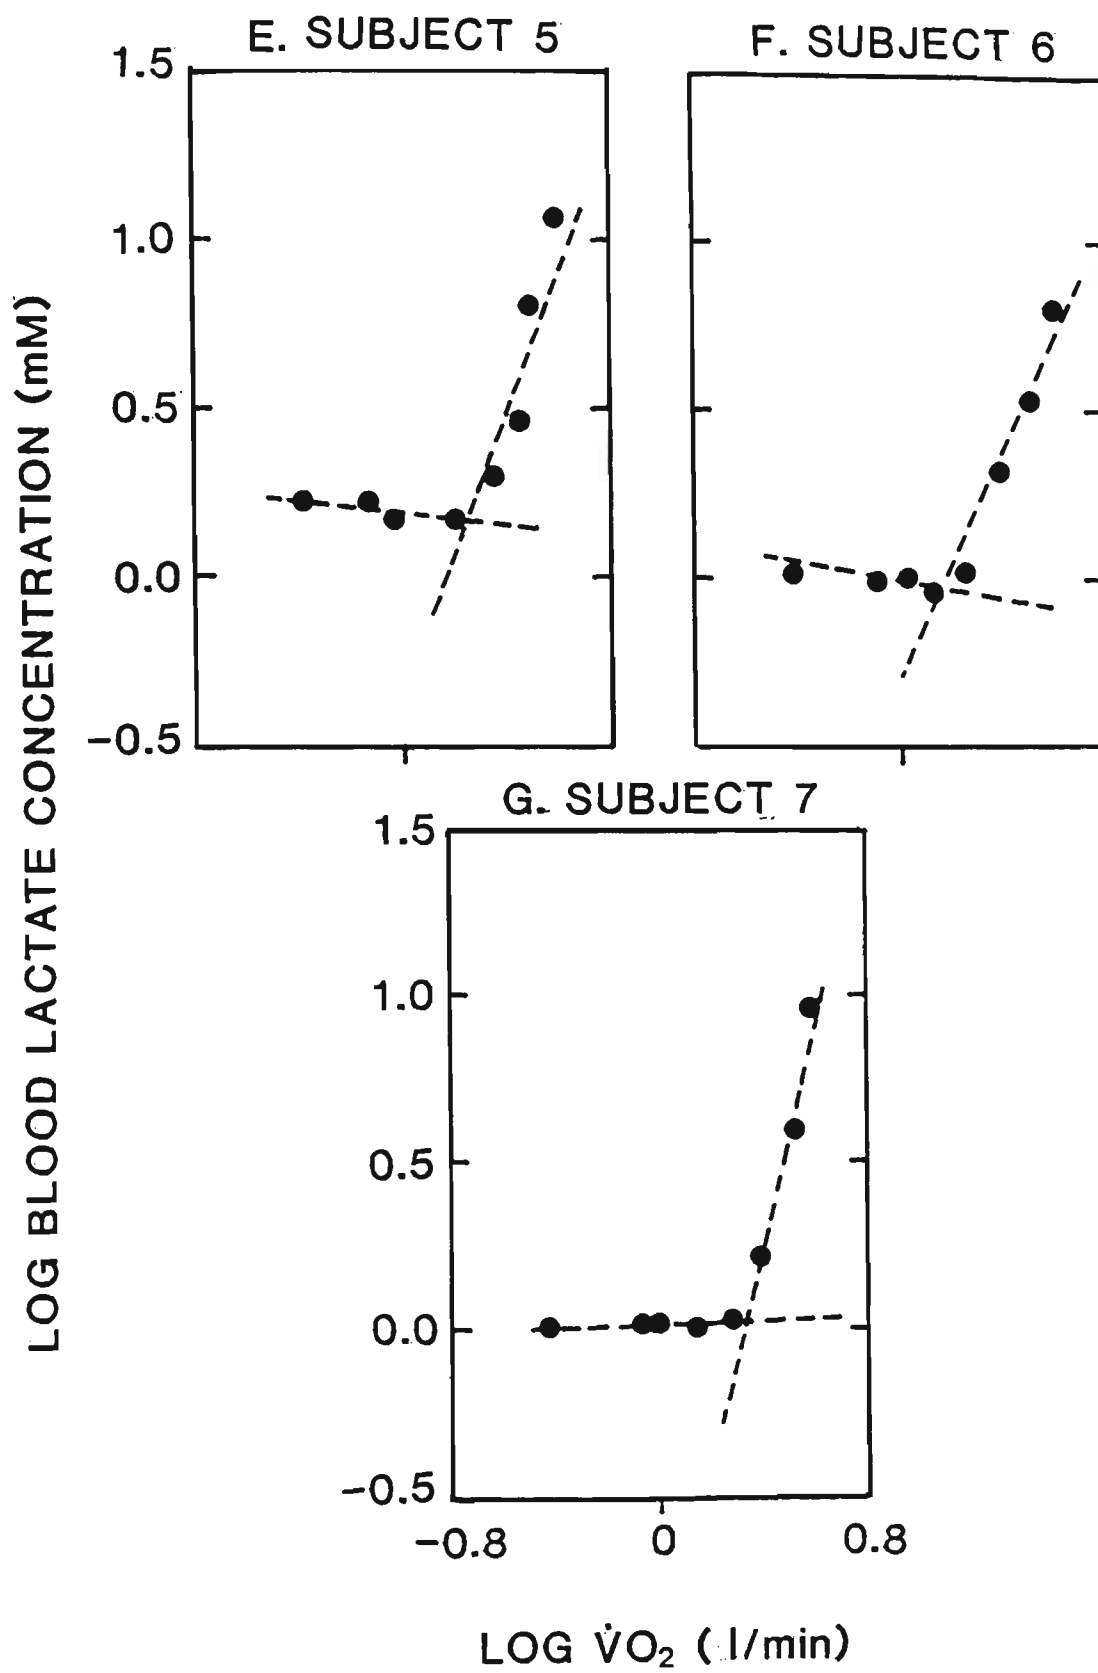 E. SUBJECT 5
F. SUBJECT 6
1.5
1.0
0.5
0.0
-0.5
G. SUBJECT 7
1.5
1.0
0.5
0.0
-0.5
-0.8 0 0.8
LOG BLOOD LACTATE CONCENTRATION (mM)
LOG V̇O₂ (l/min)